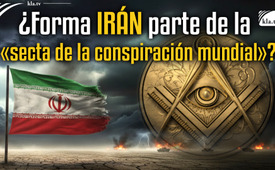 kla.tv
¿Forma IRÁN parte de la
«secta de la conspiración mundial»?